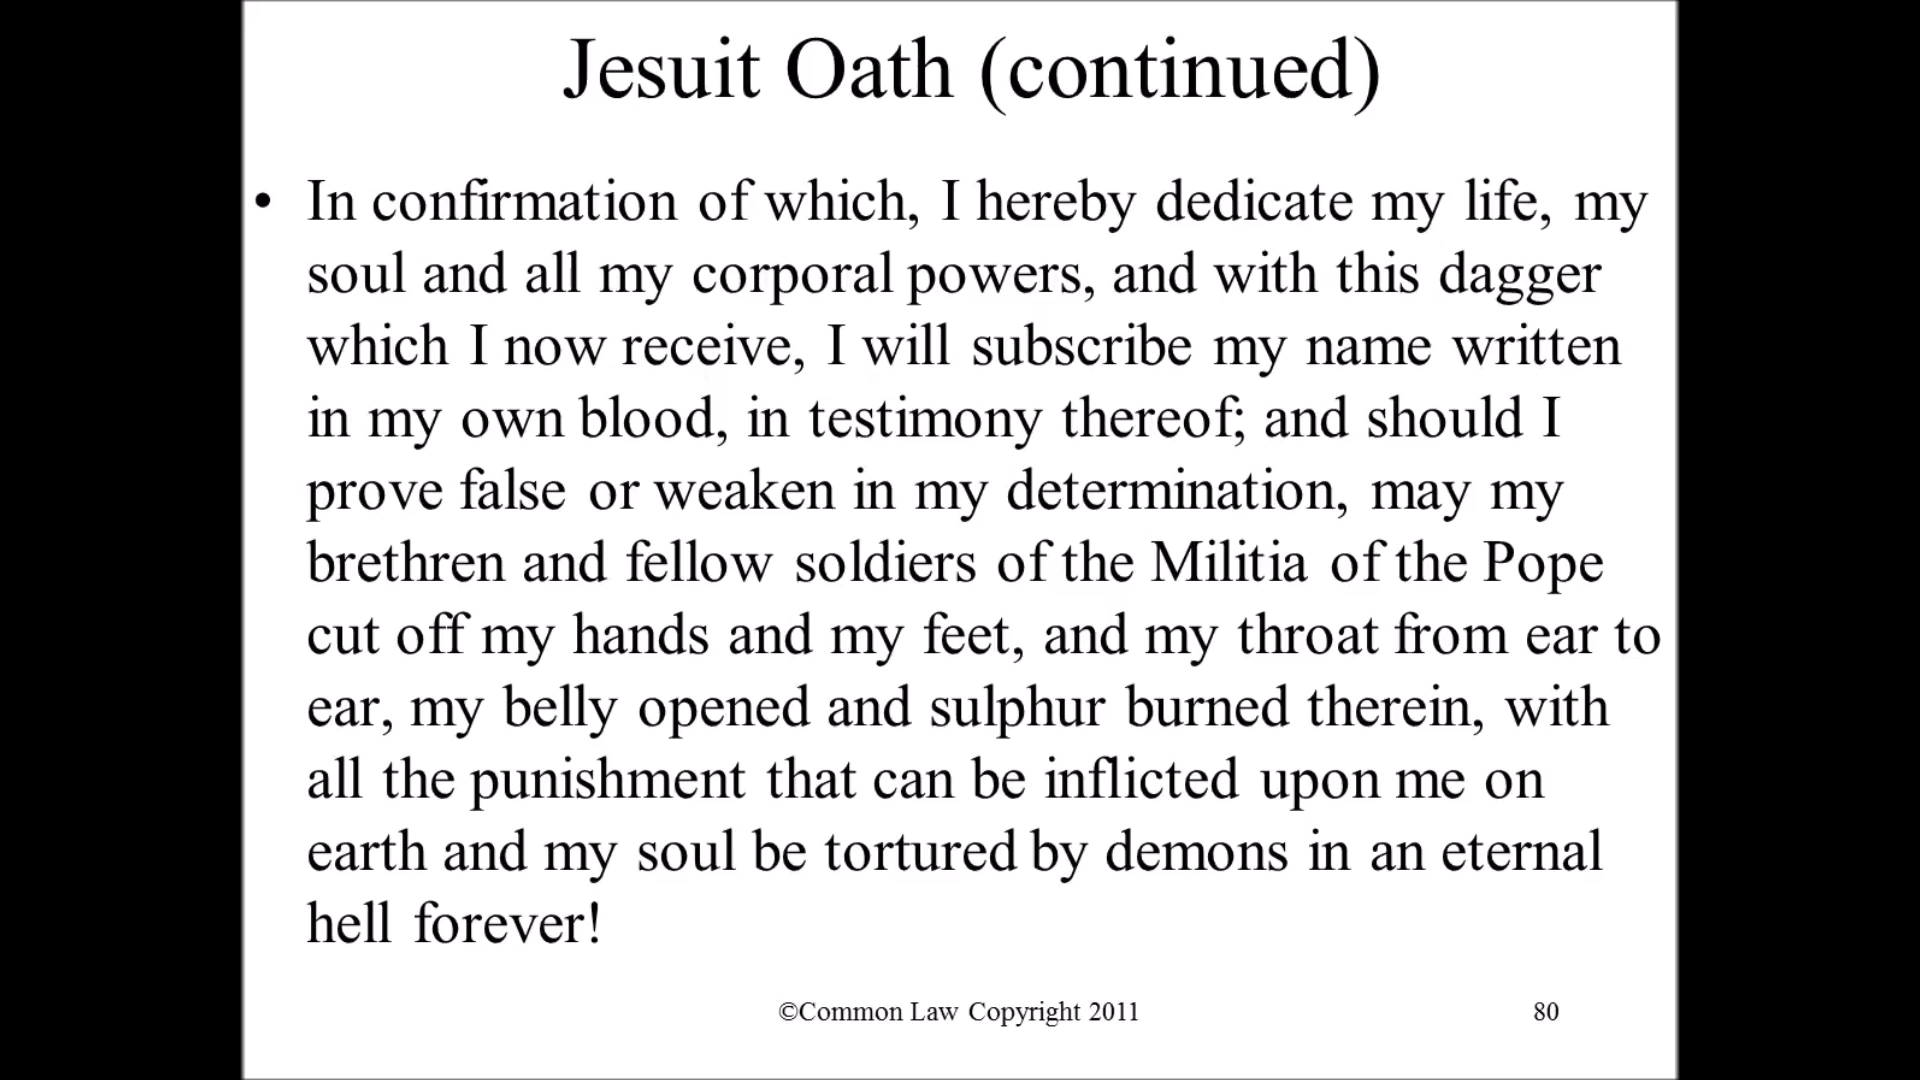 Jesuit Oath (continued)
• In confirmation of which, I hereby dedicate my life, my
soul and all my corporal powers, and with this dagger
which I now receive, I will subscribe my name written
in my own blood, in testimony thereof; and should I
prove false or weaken in my determination, may my
brethren and fellow soldiers of the Militia of the Pope
cut off my hands and my feet, and my throat from ear to
ear, my belly opened and sulphur burned therein, with
all the punishment that can be inflicted upon me on
earth and my soul be tortured by demons in an eternal
hell forever!
©Common Law Copyright 2011 80